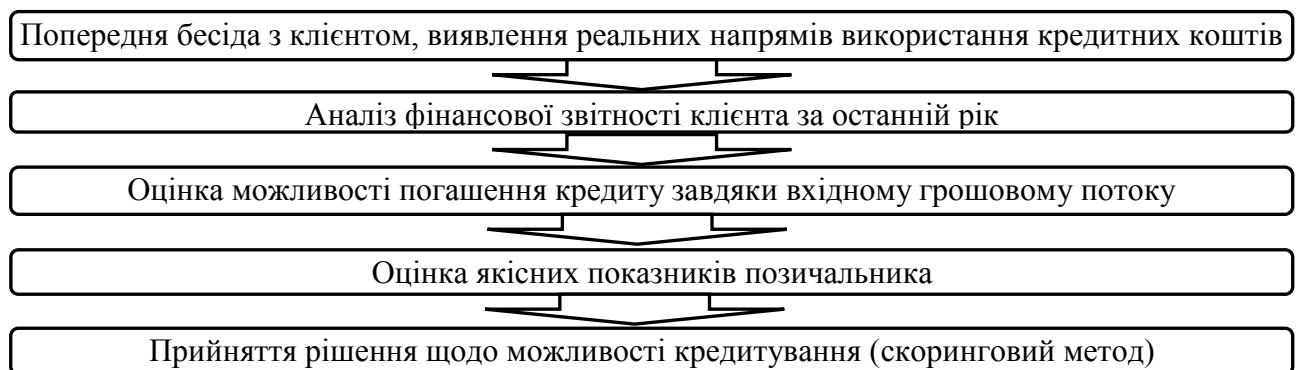 Попередня бесіда з клієнтом, виявлення реальних напрямів використання кредитних коштів
Аналіз фінансової звітності клієнта за останній рік
Оцінка можливості погашення кредиту завдяки вхідному грошовому потоку
Оцінка якісних показників позичальника
Прийняття рішення щодо можливості кредитування (скоринговий метод)